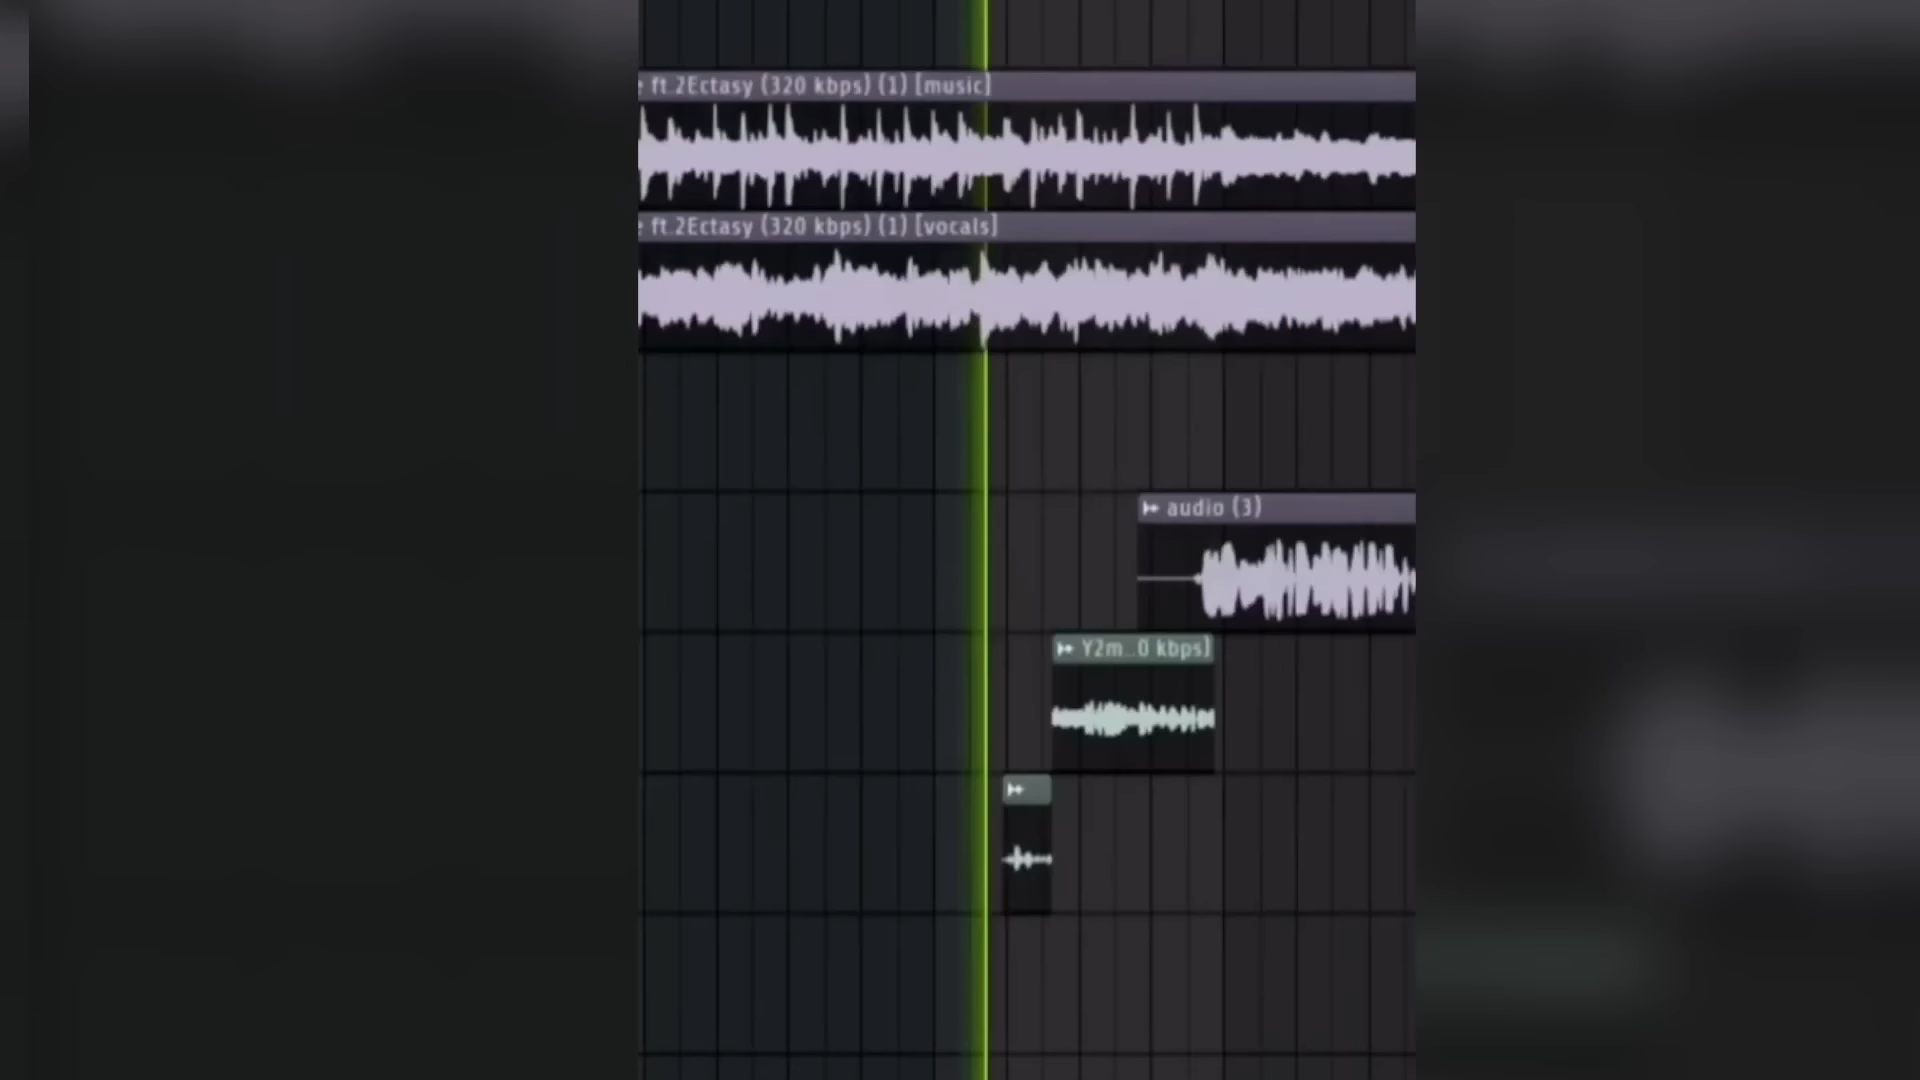 ft.2Ectasy (320 kbps) (1) [music]
ft.2Ectasy (320 kbps) (1) [vocals]
audio (3)
Y2m...0 kbps]